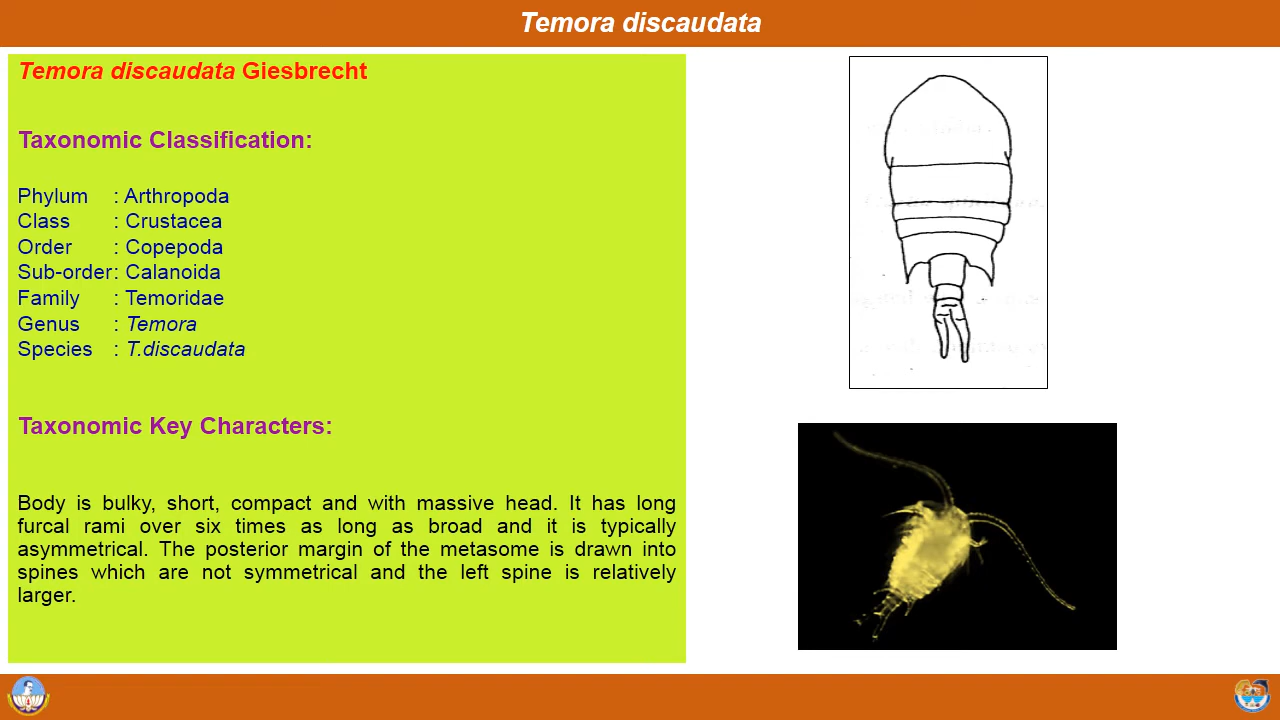 Temora discaudata
Temora discaudata Giesbrecht
Taxonomic Classification:
Phylum : Arthropoda
Class : Crustacea
Order : Copepoda
Sub-order : Calanoida
Family : Temoridae
Genus : Temora
Species : T.discaudata
Taxonomic Key Characters:
Body is bulky, short, compact and with massive head. It has long
furcal rami over six times as long as broad and it is typically
asymmetrical. The posterior margin of the metasome is drawn into
spines which are not symmetrical and the left spine is relatively
larger.